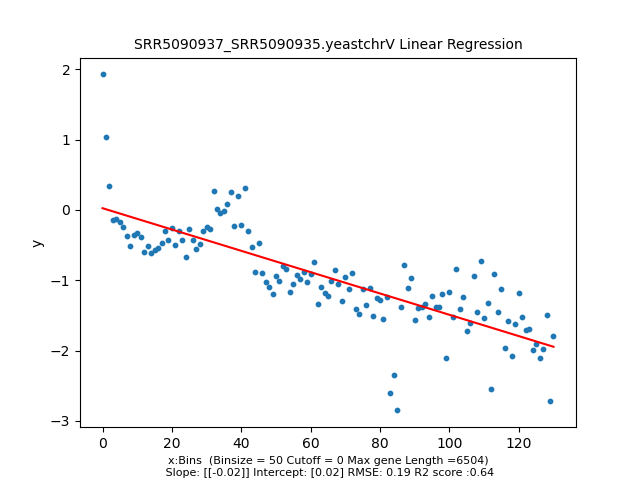 SRR5090937_SRR5090935.yeastchrV Linear Regression
2
1
0
−1
−2
−3
y
0 20 40 60 80 100 120
x:Bins (Binsize = 50 Cutoff = 0 Max gene Length =6504)
Slope: [[-0.02]] Intercept: [0.02] RMSE: 0.19 R2 score :0.64